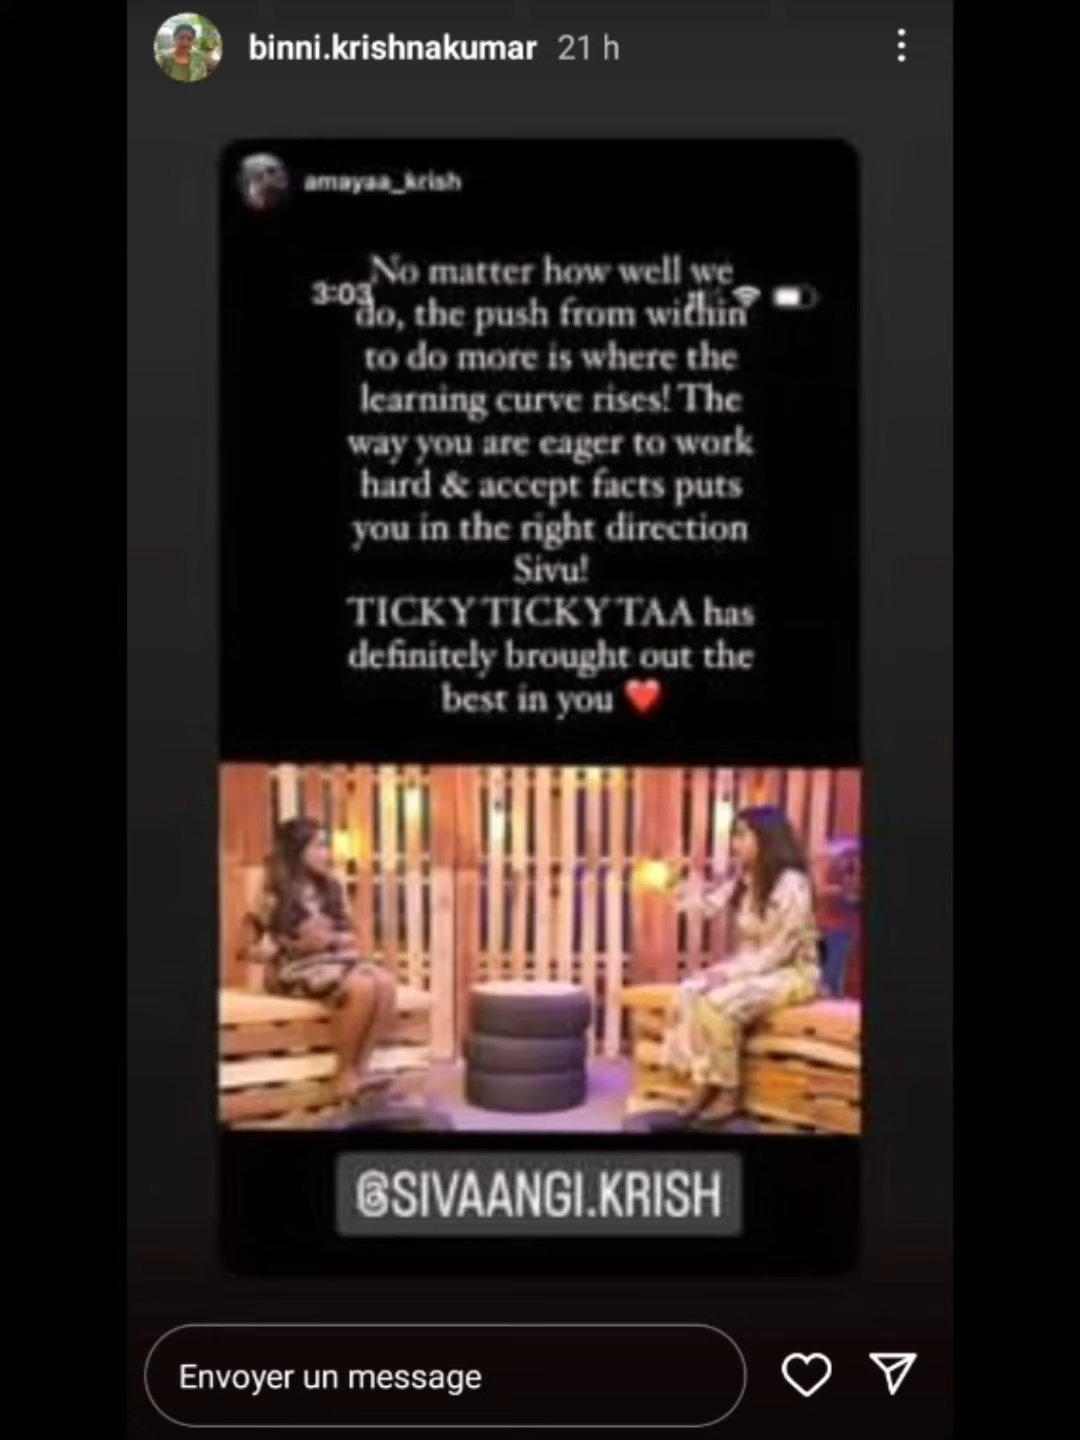 binni.krishnakumar 21 h
amayaa_krish
3:03
No matter how well we
do, the push from within
to do more is where the
learning curve rises! The
way you are eager to work
hard & accept facts puts
you in the right direction
Sivu!
TICKY TICKY TAA has
definitely brought out the
best in you ❤️
@SIVAANGI.KRISH
Envoyer un message